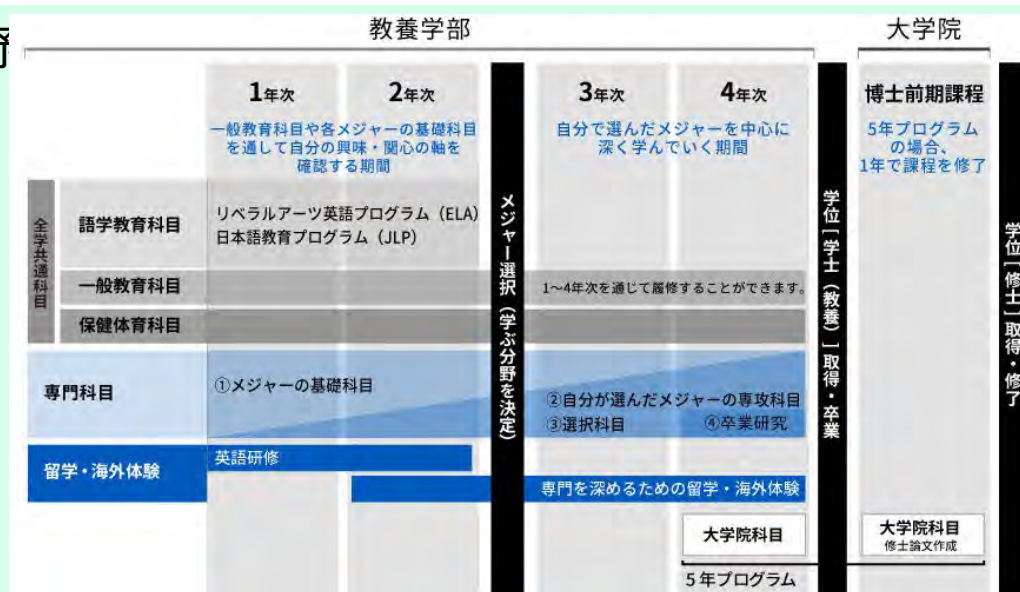 教養学部
大学院
1年次
2年次
3年次
4年次
博士前期課程
一般教育科目や各メジャーの基礎科目
を通して自分の興味・関心の軸を
確認する期間
自分で選んだメジャーを中心に
深く学んでいく期間
5年プログラム
の場合、
1年で課程を修了
メジャー選択（学ぶ分野を決定）
学位［学士（教養）］取得・卒業
学位［修士］取得・修了
全学共通科目
語学教育科目
リベラルアーツ英語プログラム（ELA）
日本語教育プログラム（JLP）
一般教育科目
1～4年次を通じて履修することができます。
保健体育科目
専門科目
①メジャーの基礎科目
②自分が選んだメジャーの専攻科目
③選択科目
④卒業研究
留学・海外体験
英語研修
専門を深めるための留学・海外体験
大学院科目
大学院科目
修士論文作成
5年プログラム